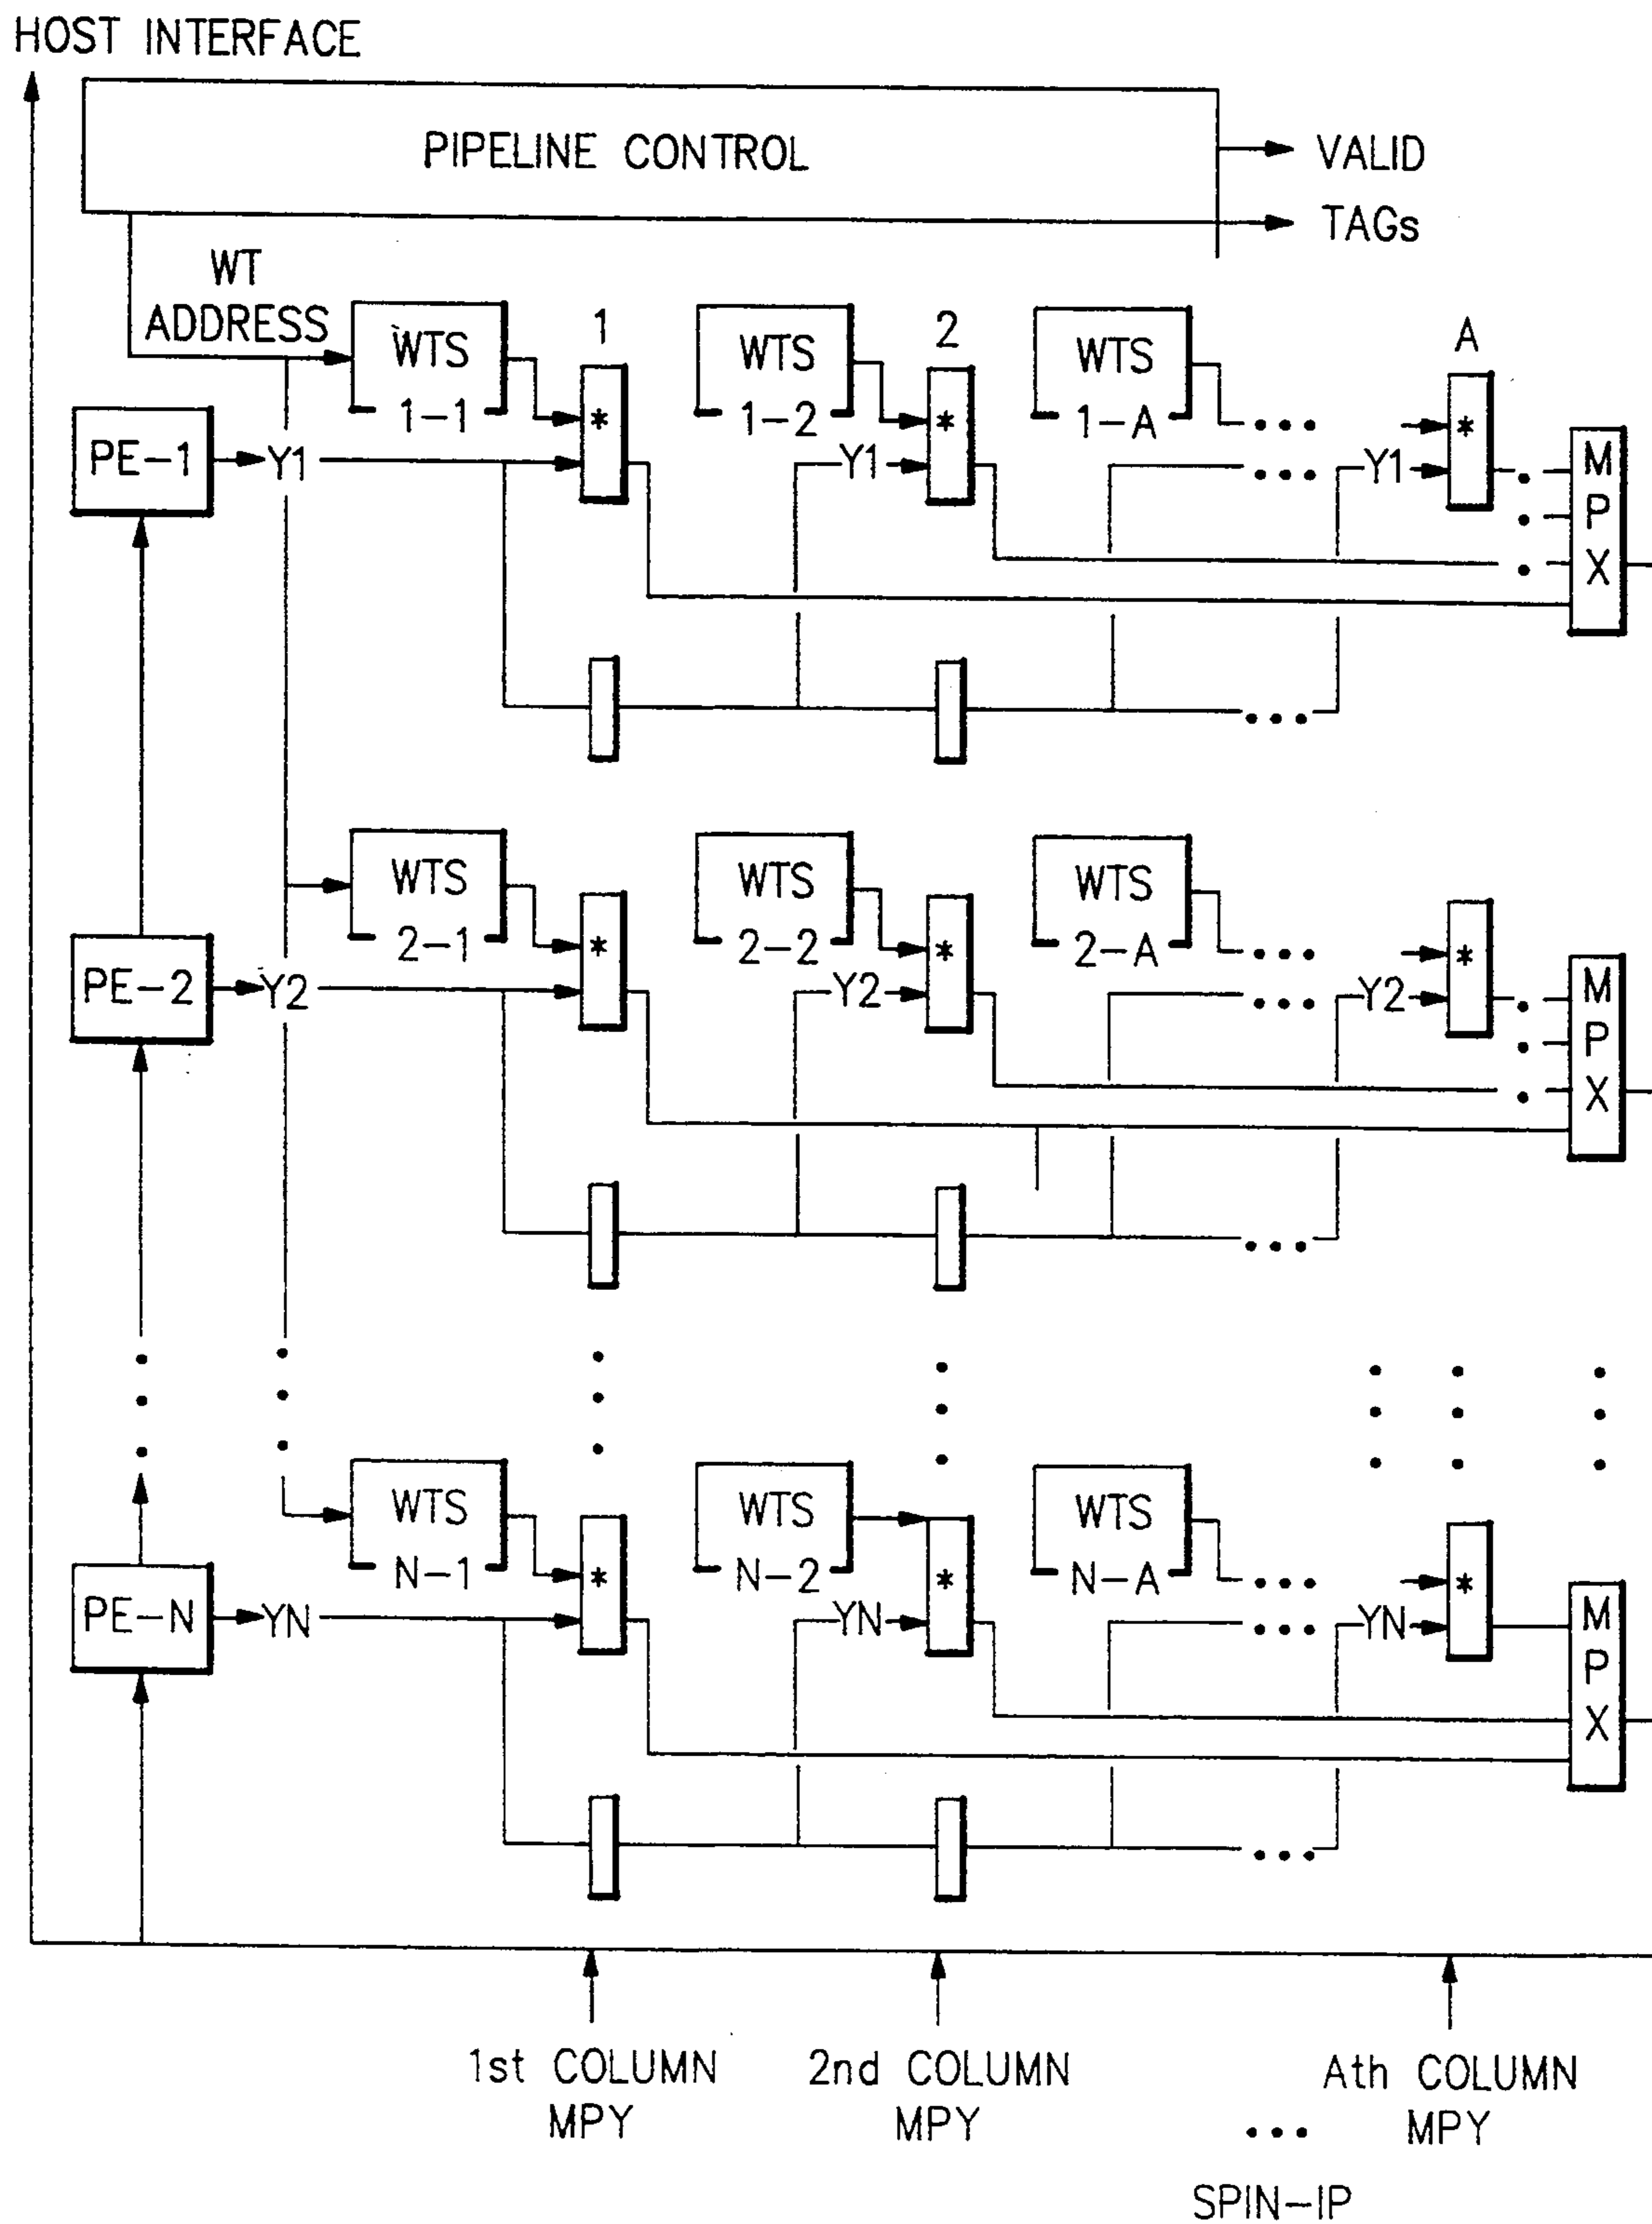 HOST INTERFACE
PIPELINE CONTROL
VALID
TAGs
WT
ADDRESS
WTS
1-1
1
WTS
1-2
2
WTS
1-A
A
PE-1
Y1
*
Y1
*
Y1
*
M
P
X
WTS
2-1
WTS
2-2
WTS
2-A
PE-2
Y2
*
Y2
*
Y2
*
M
P
X
WTS
N-1
WTS
N-2
WTS
N-A
PE-N
YN
*
YN
*
YN
*
M
P
X
1st COLUMN
MPY
2nd COLUMN
MPY
...
Ath COLUMN
MPY
SPIN-IP